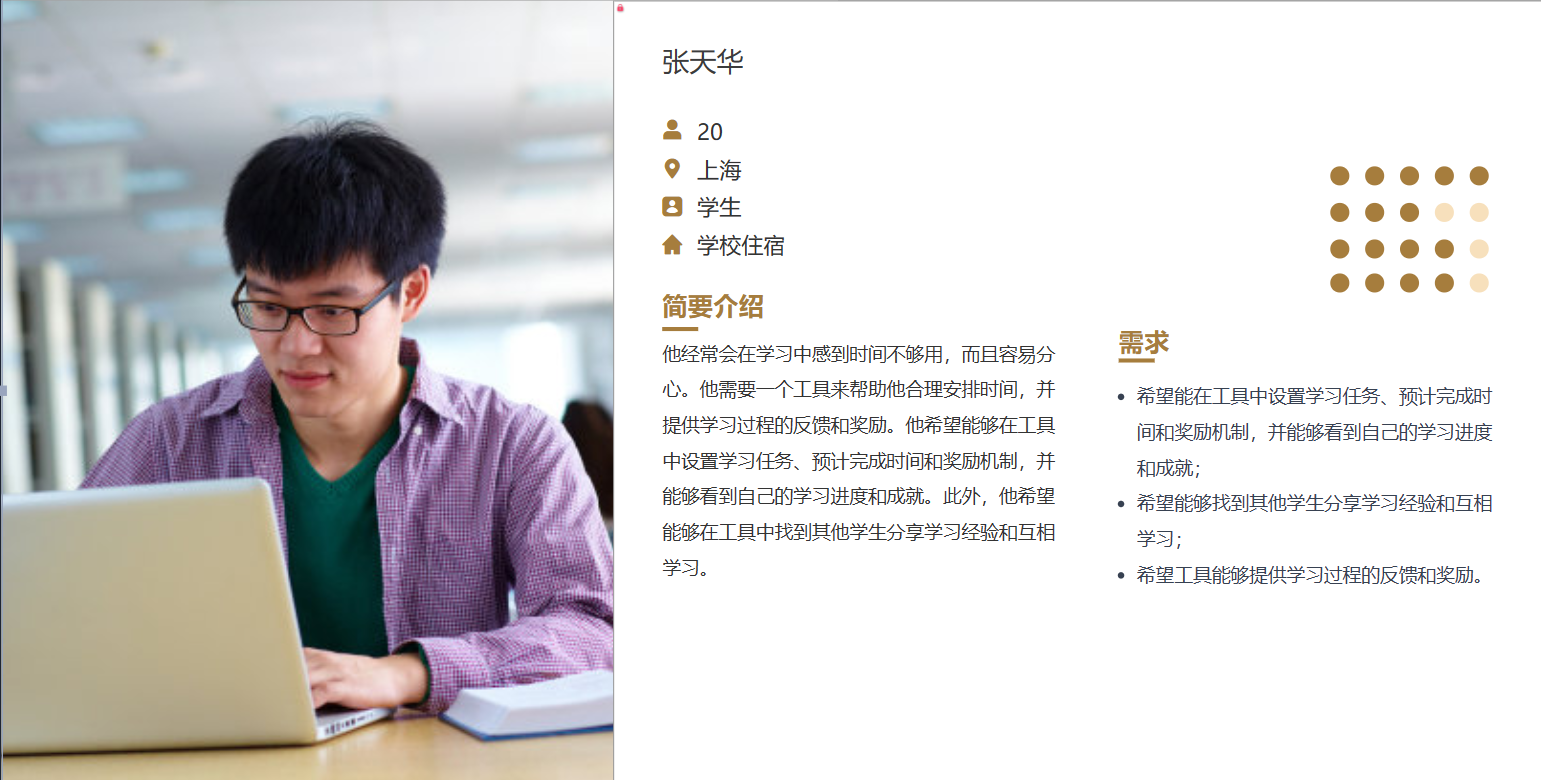 张天华
20
上海
学生
学校住宿
简要介绍
他经常会在学习中感到时间不够用，而且容易分
心。他需要一个工具来帮助他合理安排时间，并
提供学习过程的反馈和奖励。他希望能够在工具
中设置学习任务、预计完成时间和奖励机制，并
能够看到自己的学习进度和成就。此外，他希望
能够在工具中找到其他学生分享学习经验和互相
学习。
需求
希望能在工具中设置学习任务、预计完成时
间和奖励机制，并能够看到自己的学习进度
和成就；
希望能够找到其他学生分享学习经验和互相
学习；
希望工具能够提供学习过程的反馈和奖励。